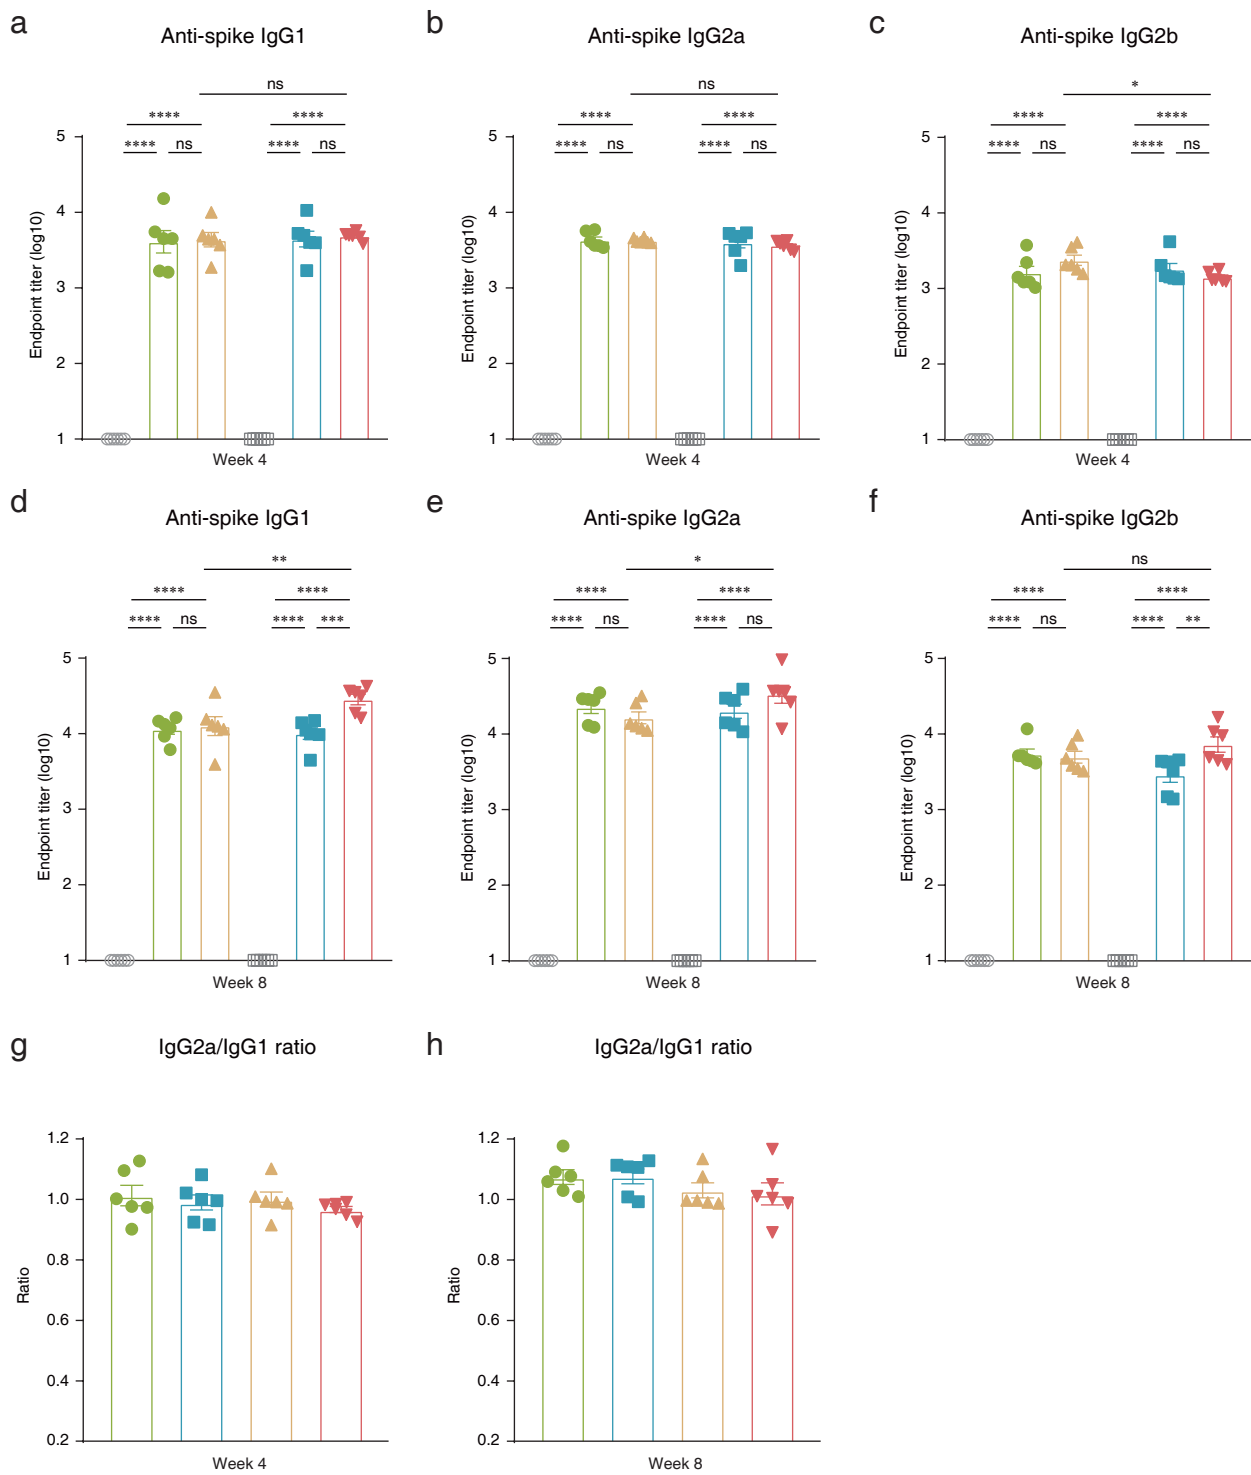 a
Anti-spike IgG1
ns
**** ****
**** ns **** ns
5
4
3
2
1
Endpoint titer (log10)
Week 4
b
Anti-spike IgG2a
ns
**** ****
**** ns **** ns
5
4
3
2
1
Endpoint titer (log10)
Week 4
c
Anti-spike IgG2b
*
**** ****
**** ns **** ns
5
4
3
2
1
Endpoint titer (log10)
Week 4
d
Anti-spike IgG1
**
**** ****
**** ns **** ***
5
4
3
2
1
Endpoint titer (log10)
Week 8
e
Anti-spike IgG2a
*
**** ****
**** ns **** ns
5
4
3
2
1
Endpoint titer (log10)
Week 8
f
Anti-spike IgG2b
ns
**** ****
**** ns **** **
5
4
3
2
1
Endpoint titer (log10)
Week 8
g
IgG2a/IgG1 ratio
1.2
1.0
0.8
0.6
0.4
0.2
Ratio
Week 4
h
IgG2a/IgG1 ratio
1.2
1.0
0.8
0.6
0.4
0.2
Ratio
Week 8